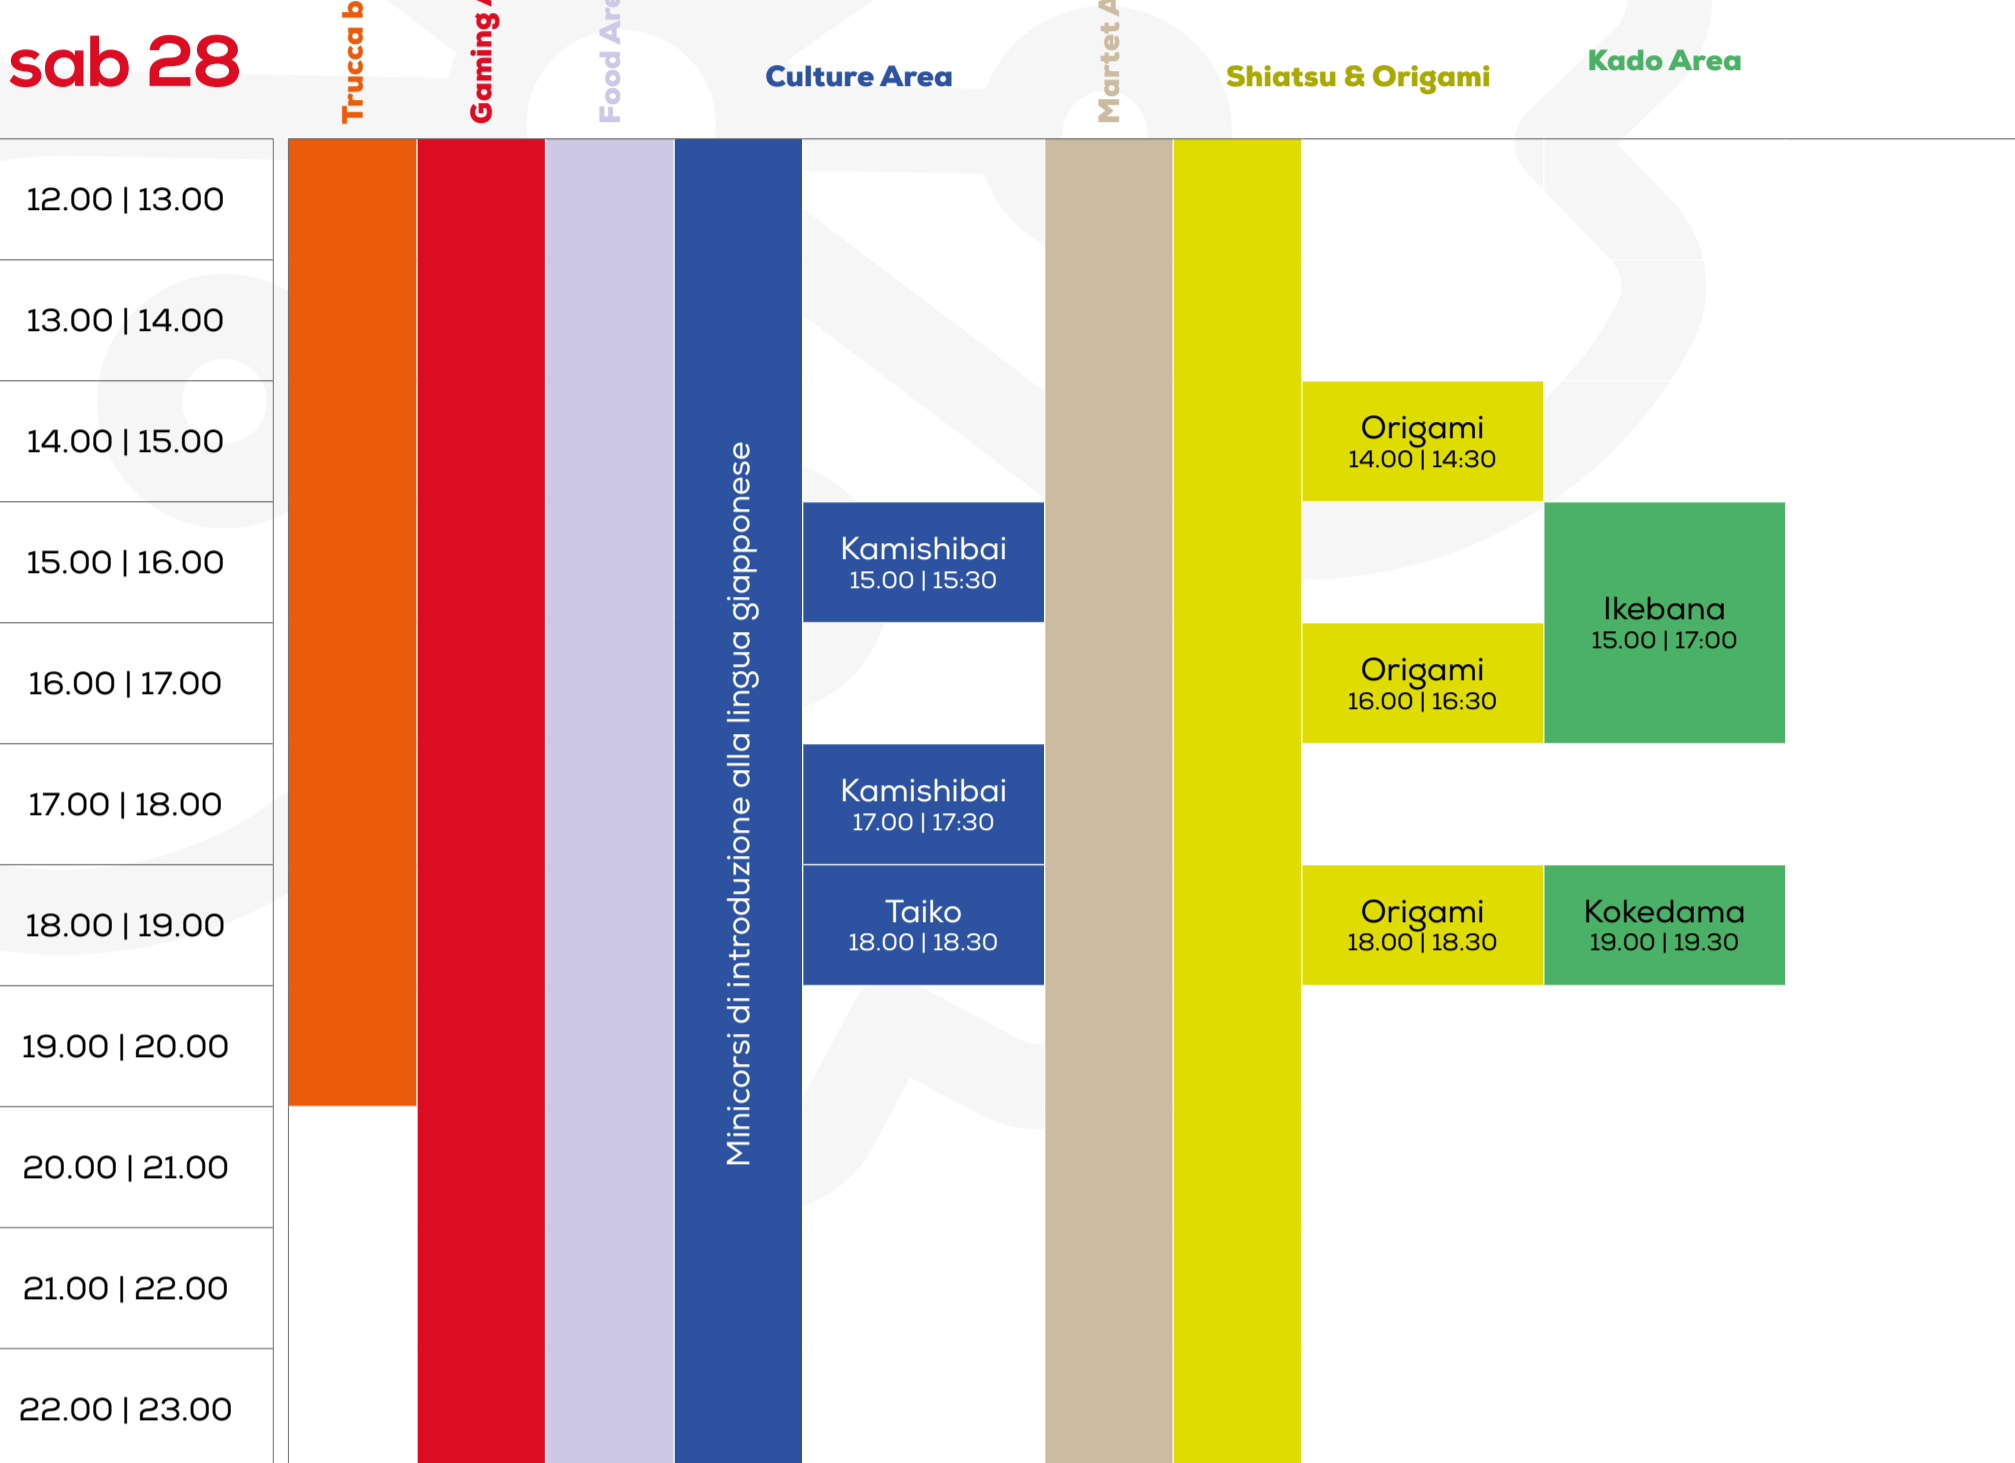 sab 28
Trucca b
Gaming
Food Are
Culture Area
Martet A
Shiatsu & Origami
Kado Area
12.00 | 13.00
13.00 | 14.00
14.00 | 15.00
Origami
14.00 | 14:30
15.00 | 16.00
Kamishibai
15.00 | 15:30
Ikebana
15.00 | 17:00
16.00 | 17.00
Origami
16.00 | 16:30
17.00 | 18.00
Kamishibai
17.00 | 17:30
18.00 | 19.00
Taiko
18.00 | 18.30
Origami
18.00 | 18.30
Kokedama
19.00 | 19.30
Minicorsi di introduzione alla lingua giapponese
19.00 | 20.00
20.00 | 21.00
21.00 | 22.00
22.00 | 23.00